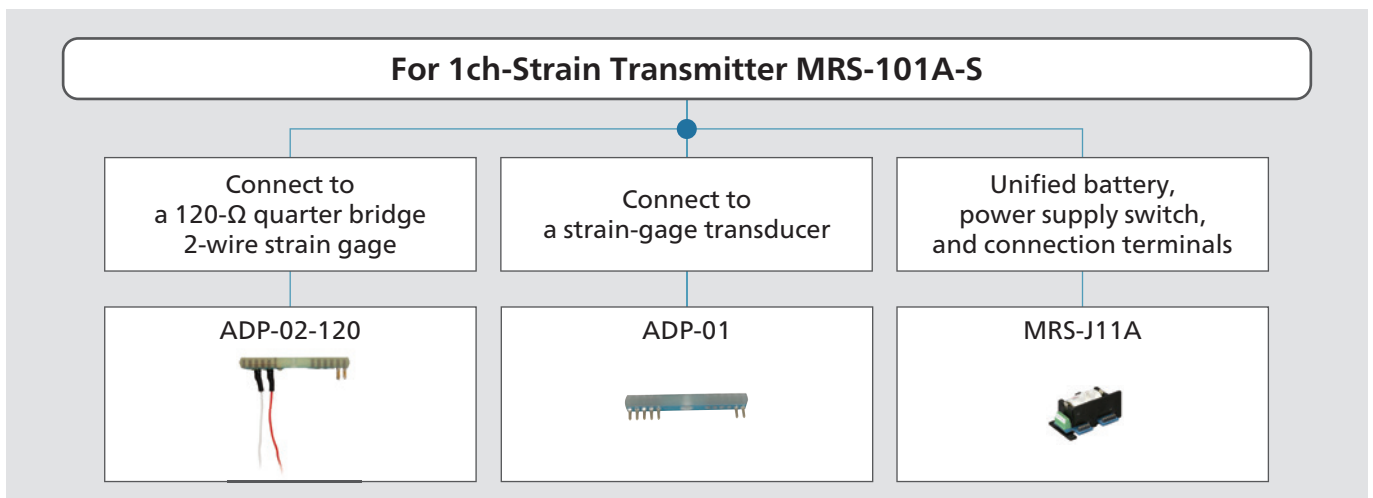 For 1ch-Strain Transmitter MRS-101A-S
Connect to
a 120-Ω quarter bridge
2-wire strain gage
Connect to
a strain-gage transducer
Unified battery,
power supply switch,
and connection terminals
ADP-02-120
ADP-01
MRS-J11A